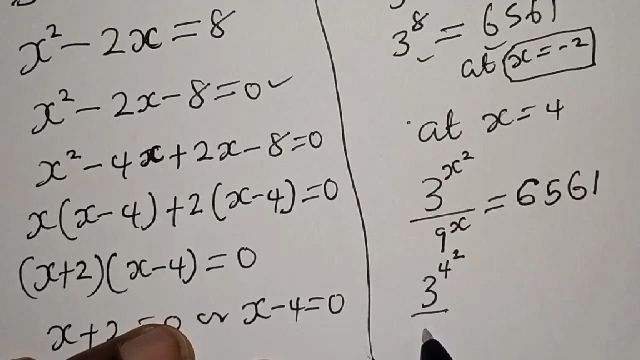 x² - 2x = 8
x² - 2x - 8 = 0 ✓
x² - 4x + 2x - 8 = 0
x(x-4) + 2(x-4) = 0
(x+2)(x-4) = 0
x+2 = 0 or x-4 = 0
3⁸ = 6561
at x = -2
at x = 4
3^x² / 9^x = 6561
3^4²